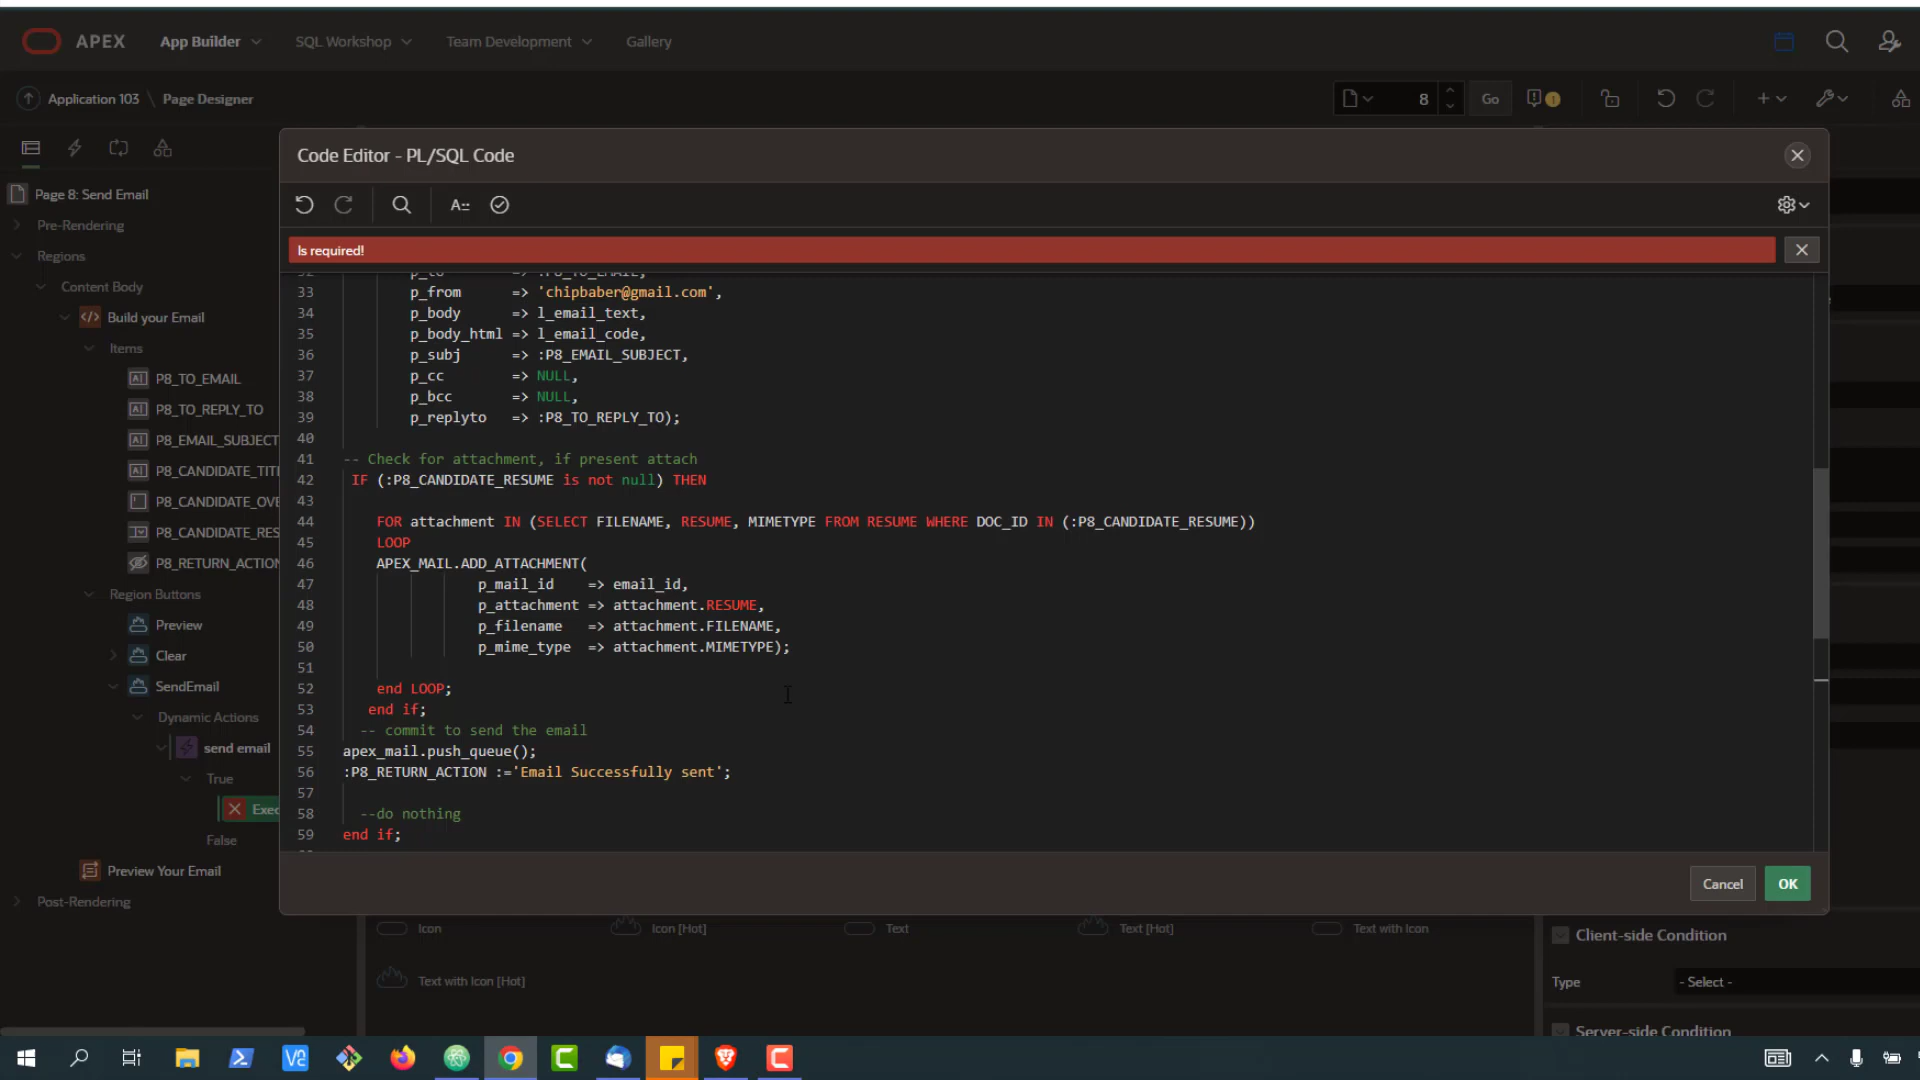 APEX
App Builder
SQL Workshop
Team Development
Gallery
Application 103 \ Page Designer
8
Go
Page 8: Send Email
Pre-Rendering
Regions
Content Body
Build your Email
Items
P8_TO_EMAIL
P8_TO_REPLY_TO
P8_EMAIL_SUBJECT
P8_CANDIDATE_TITL
P8_CANDIDATE_OVE
P8_CANDIDATE_RES
P8_RETURN_ACTION
Region Buttons
Preview
Clear
SendEmail
Dynamic Actions
send email
True
Exec
False
Preview Your Email
Post-Rendering
Code Editor - PL/SQL Code
Is required!
32 p_to => :P8_TO_EMAIL,
33 p_from => 'chipbaber@gmail.com',
34 p_body => l_email_text,
35 p_body_html => l_email_code,
36 p_subj => :P8_EMAIL_SUBJECT,
37 p_cc => NULL,
38 p_bcc => NULL,
39 p_replyto => :P8_TO_REPLY_TO);
40
41 -- Check for attachment, if present attach
42 IF (:P8_CANDIDATE_RESUME is not null) THEN
43
44 FOR attachment IN (SELECT FILENAME, RESUME, MIMETYPE FROM RESUME WHERE DOC_ID IN (:P8_CANDIDATE_RESUME))
45 LOOP
46 APEX_MAIL.ADD_ATTACHMENT(
47 p_mail_id => email_id,
48 p_attachment => attachment.RESUME,
49 p_filename => attachment.FILENAME,
50 p_mime_type => attachment.MIMETYPE);
51
52 end LOOP;
53 end if;
54 -- commit to send the email
55 apex_mail.push_queue();
56 :P8_RETURN_ACTION :='Email Successfully sent';
57
58 --do nothing
59 end if;
Cancel
OK
Icon
Icon [Hot]
Text
Text [Hot]
Text with Icon
Text with Icon [Hot]
Client-side Condition
Type
- Select -
Server-side Condition